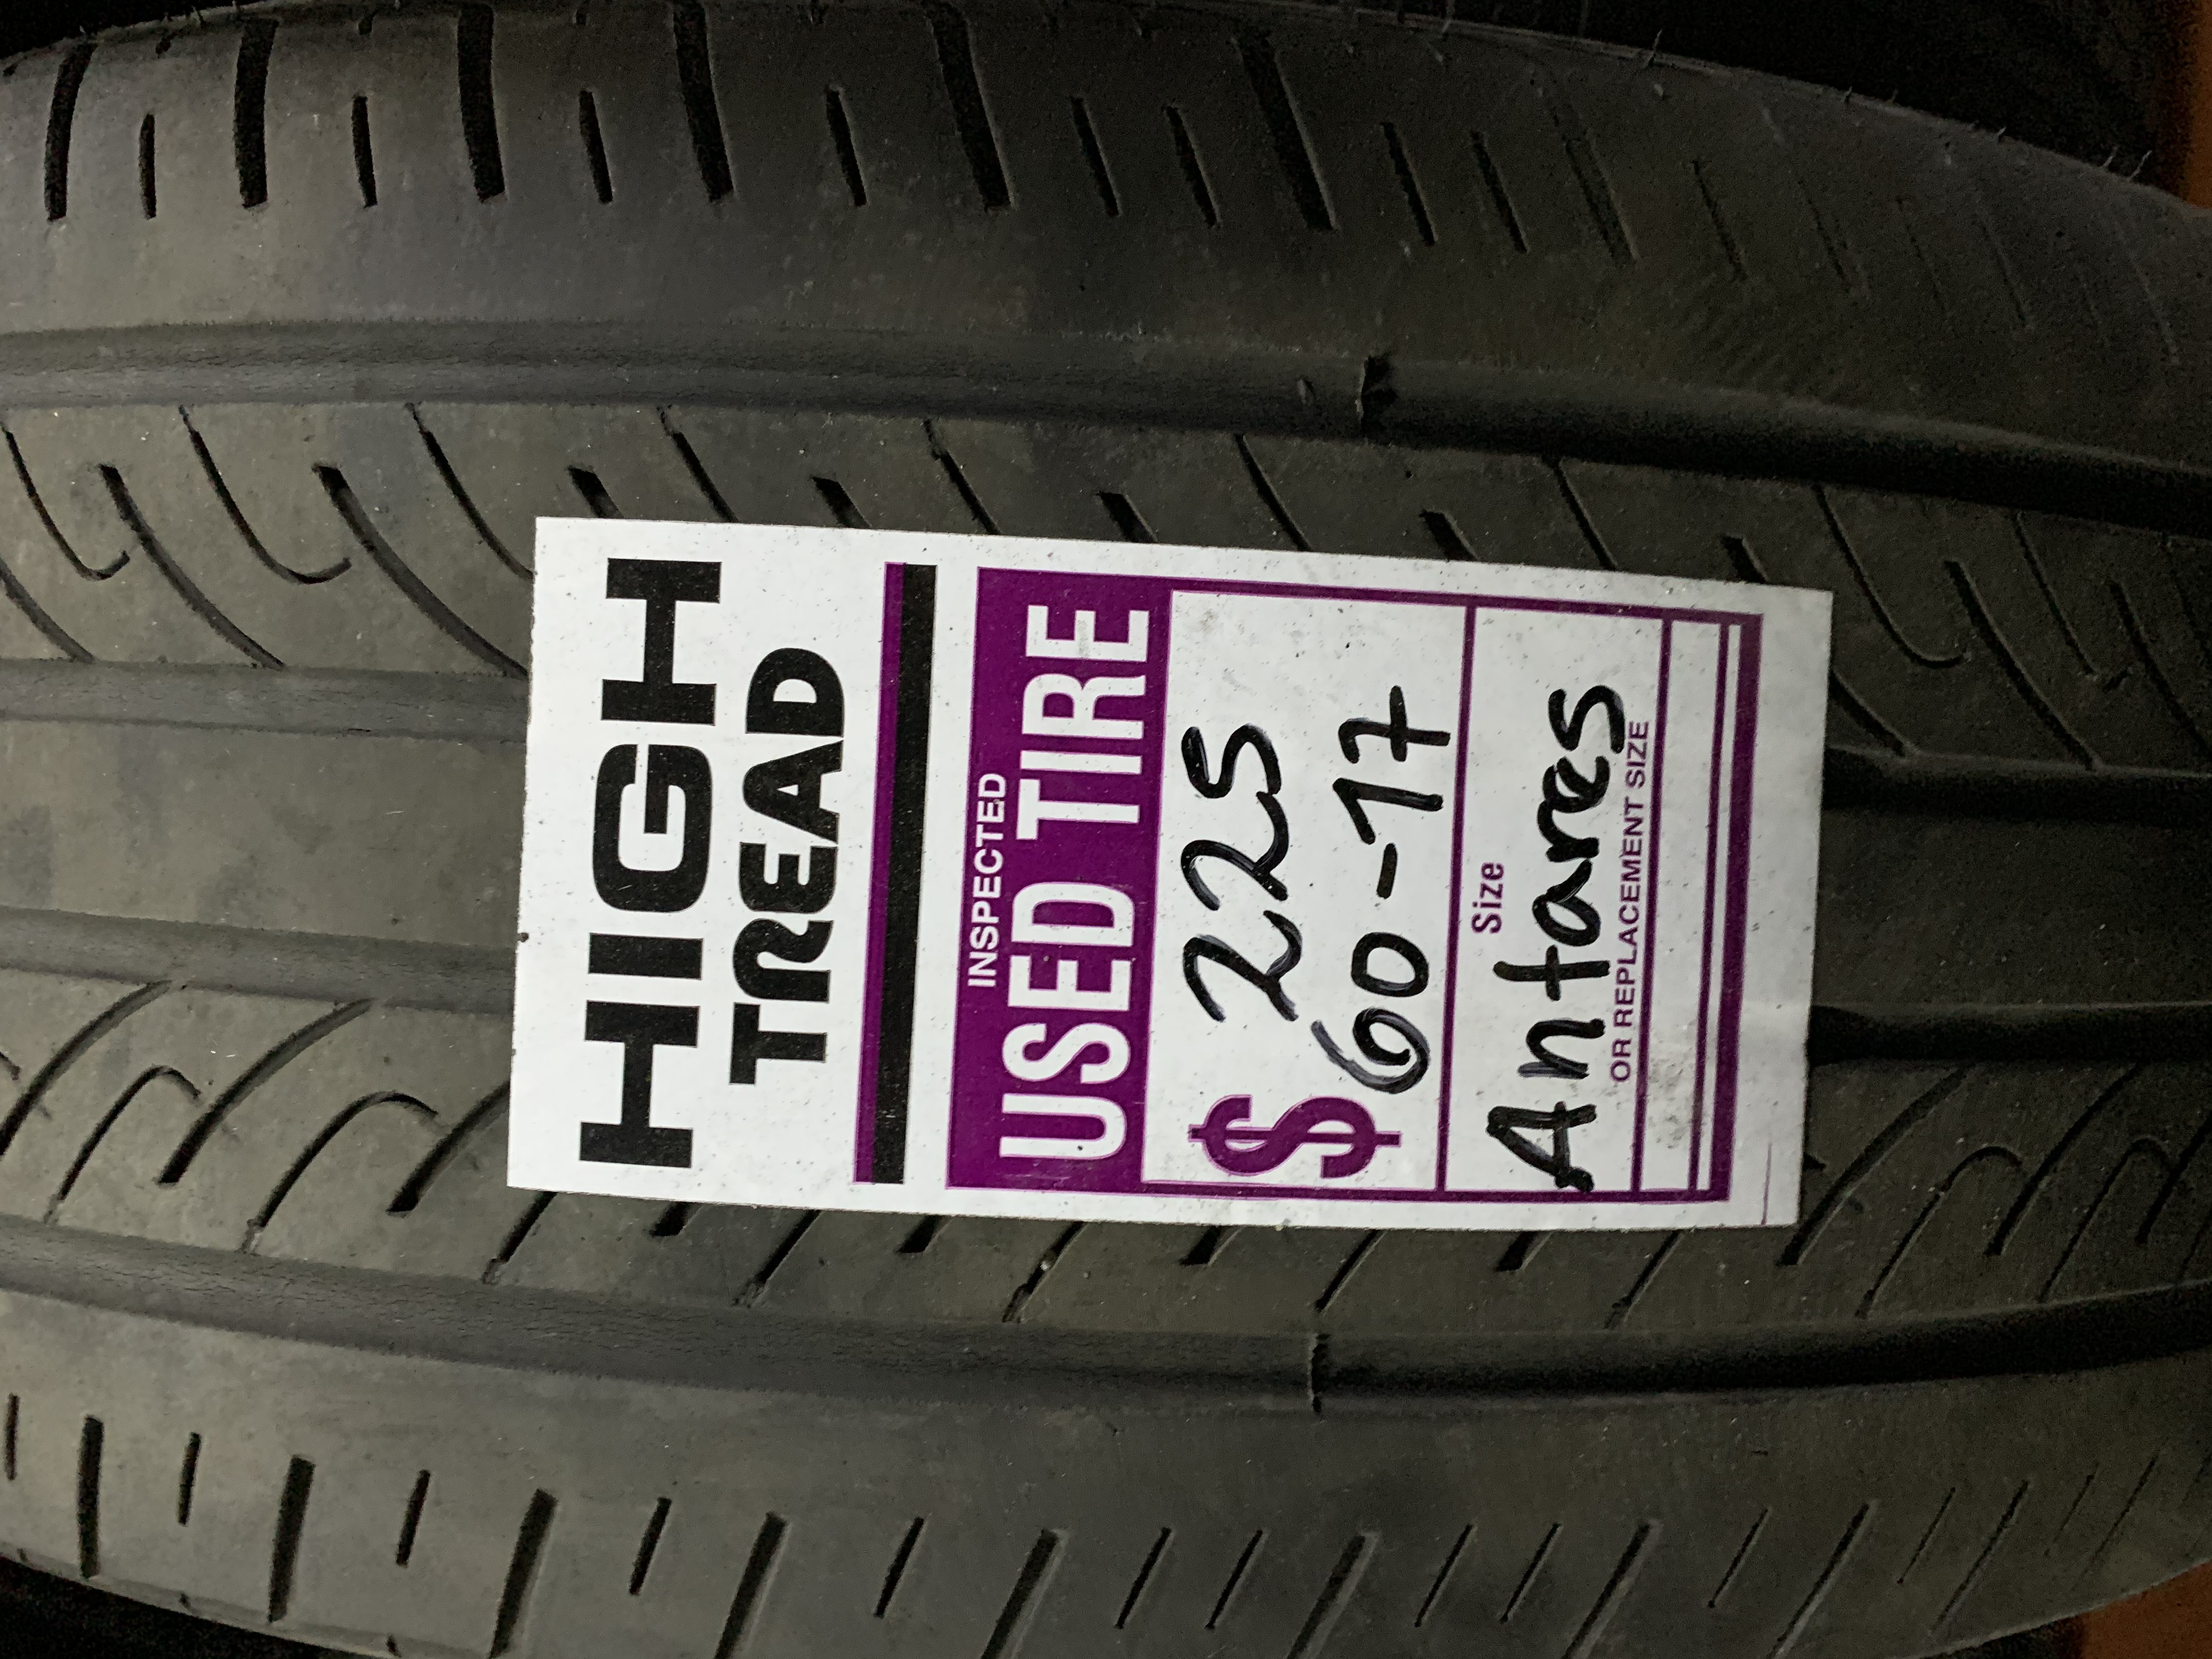 HIGH
TREAD
INSPECTED
USED TIRE
$ 225
60-17
Size
Antares
OR REPLACEMENT SIZE